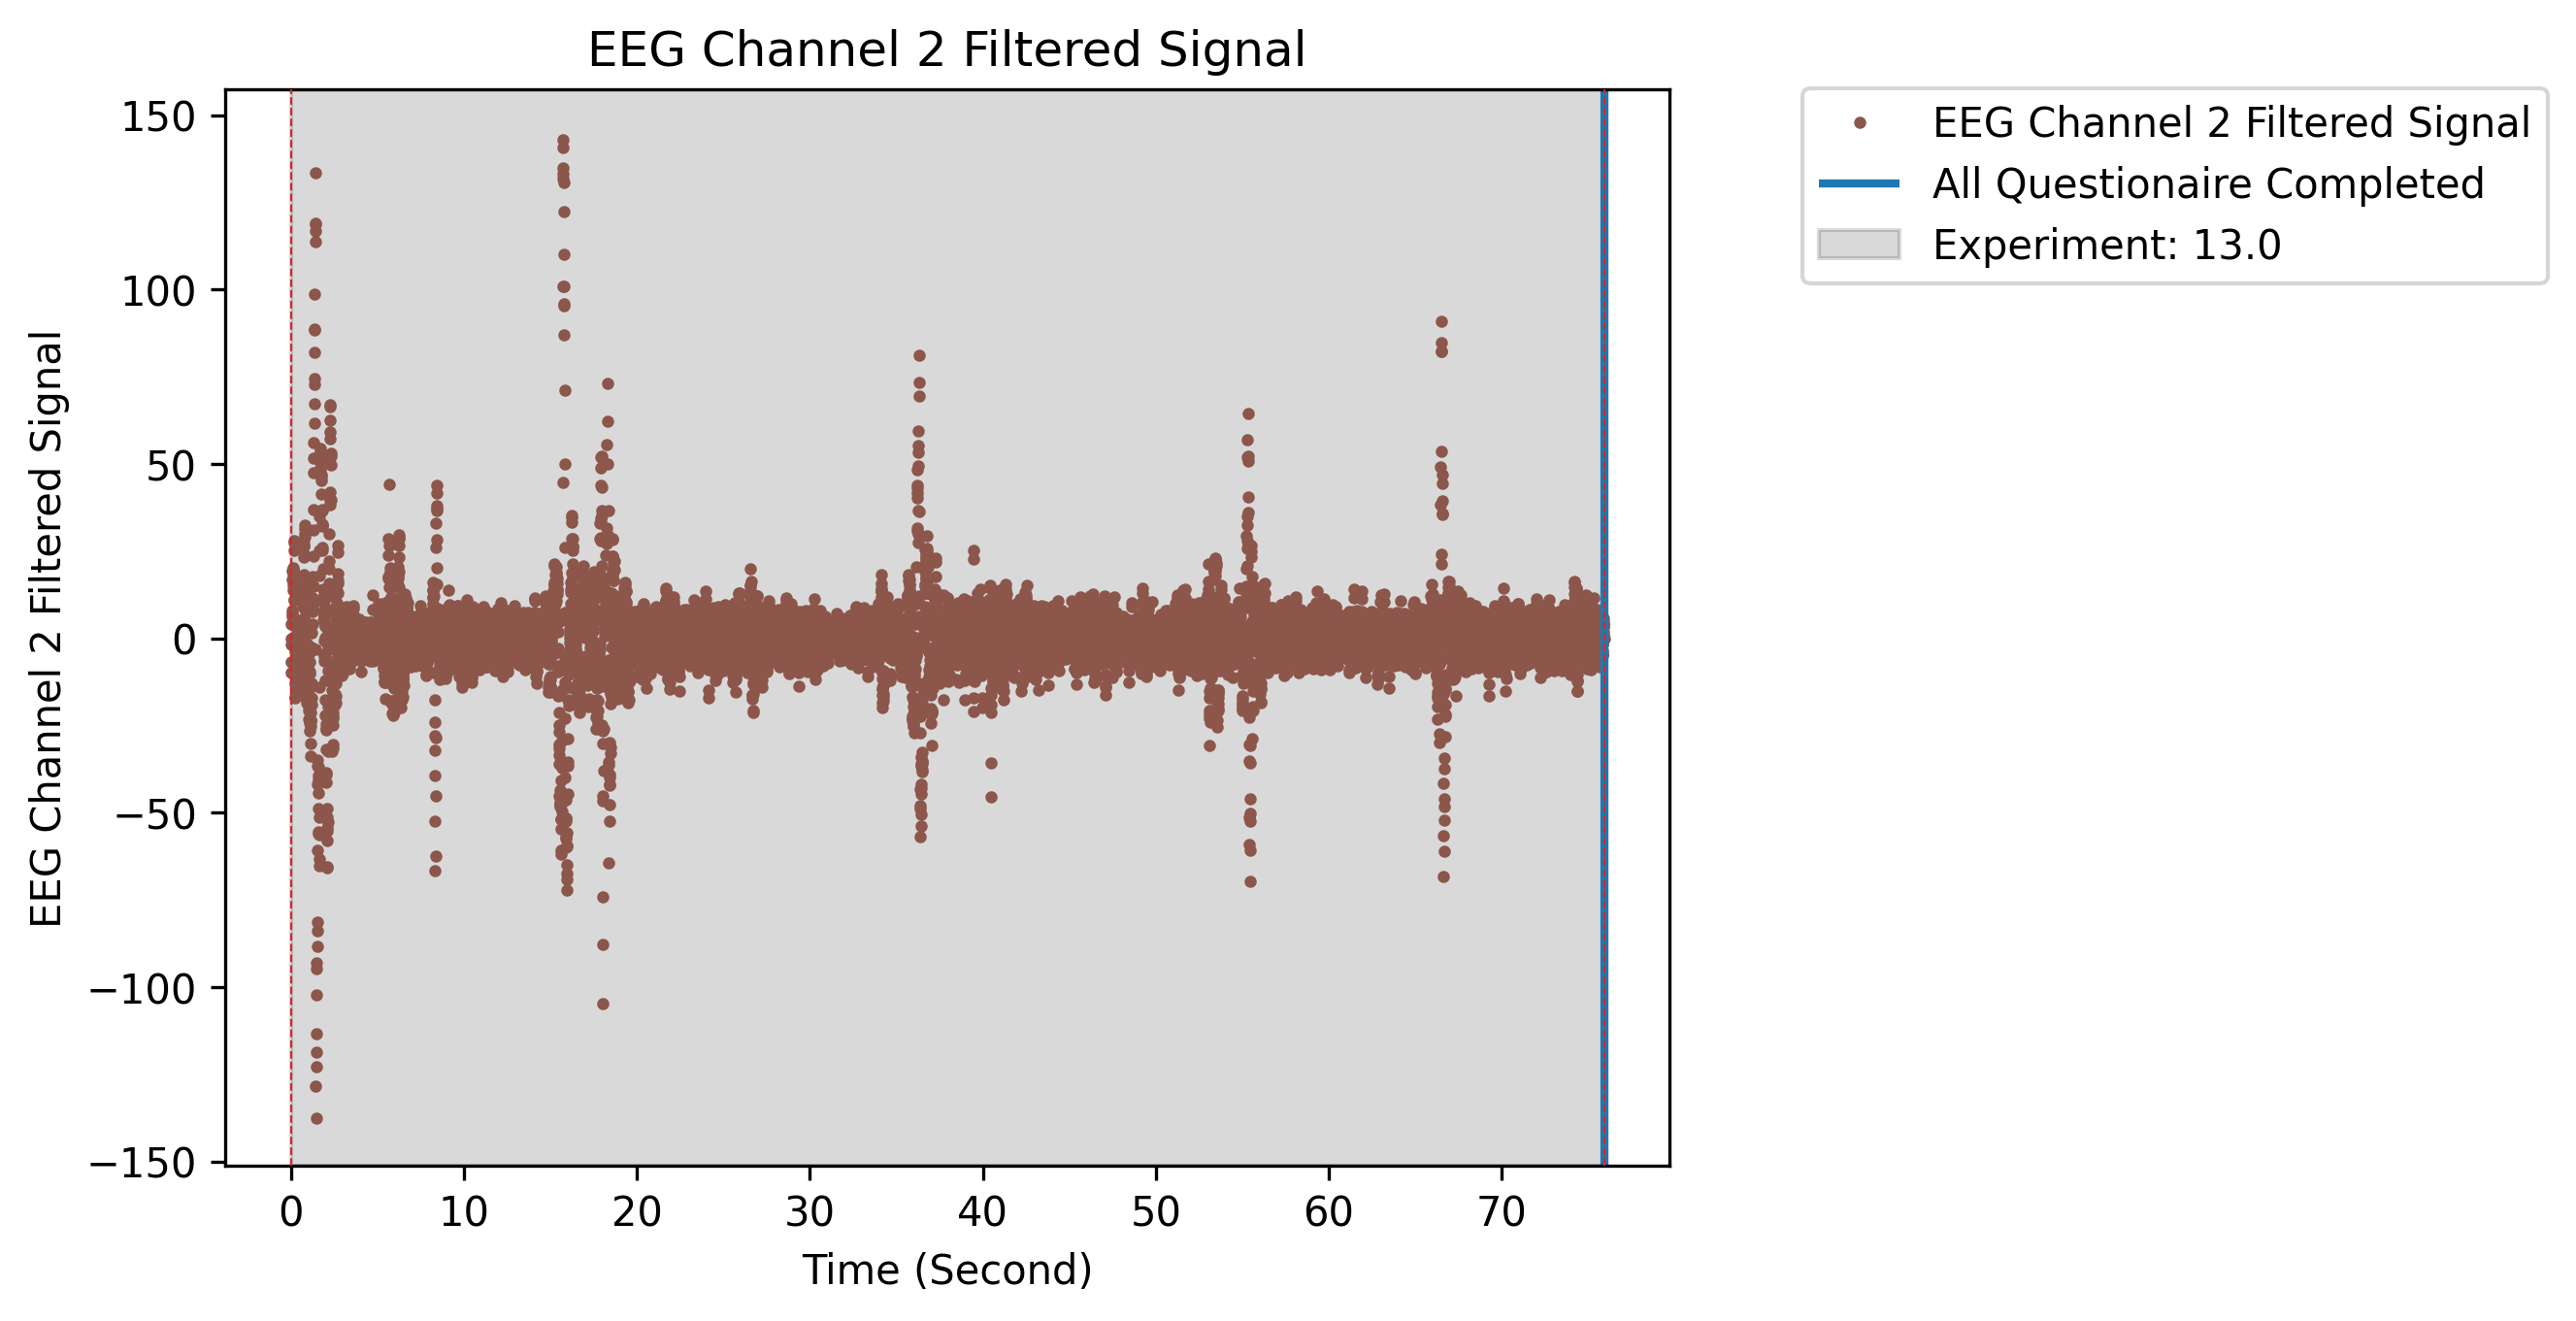 EEG Channel 2 Filtered Signal
EEG Channel 2 Filtered Signal
150
100
50
0
−50
−100
−150
0 10 20 30 40 50 60 70
Time (Second)
EEG Channel 2 Filtered Signal
All Questionaire Completed
Experiment: 13.0